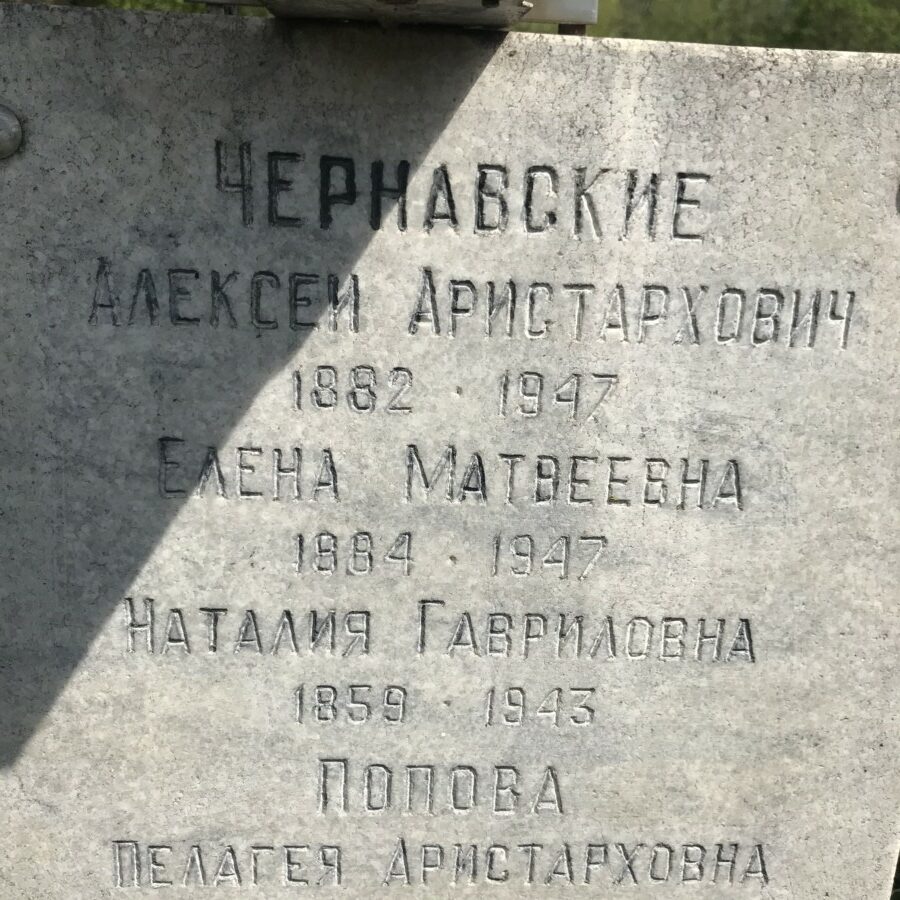 ЧЕРНАВСКИЕ
АЛЕКСЕЙ АРИСТАРХОВИЧ
1882 · 1947
ЕЛЕНА МАТВЕЕВНА
1884 · 1947
НАТАЛИЯ ГАВРИЛОВНА
1859 · 1943
ПОПОВА
ПЕЛАГЕЯ АРИСТАРХОВНА